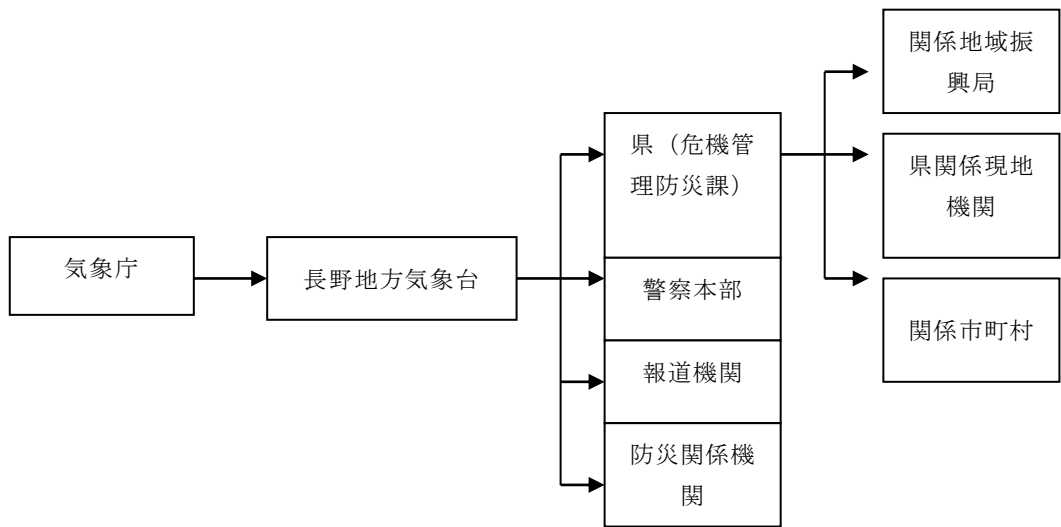 気象庁
長野地方気象台
県（危機管
理防災課）
警察本部
報道機関
防災関係機
関
関係地域振
興局
県関係現地
機関
関係市町村